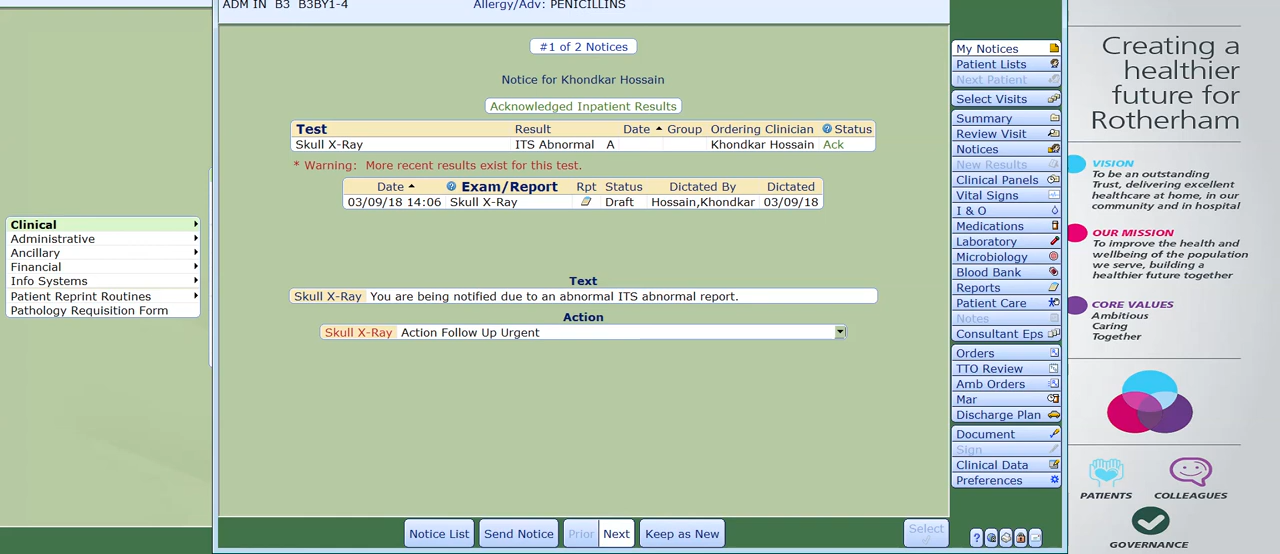 ADM IN B3 B3BY1-4 Allergy/Adv: PENICILLINS
#1 of 2 Notices
Notice for Khondkar Hossain
Acknowledged Inpatient Results
Test Result Date Group Ordering Clinician Status
Skull X-Ray ITS Abnormal A Khondkar Hossain Ack
* Warning: More recent results exist for this test.
Date Exam/Report Rpt Status Dictated By Dictated
03/09/18 14:06 Skull X-Ray Draft Hossain,Khondkar 03/09/18
Text
Skull X-Ray You are being notified due to an abnormal ITS abnormal report.
Action
Skull X-Ray Action Follow Up Urgent
Notice List Send Notice Prior Next Keep as New Select
Clinical
Administrative
Ancillary
Financial
Info Systems
Patient Reprint Routines
Pathology Requisition Form
My Notices
Patient Lists
Next Patient
Select Visits
Summary
Review Visit
Notices
New Results
Clinical Panels
Vital Signs
I & O
Medications
Laboratory
Microbiology
Blood Bank
Reports
Patient Care
Notes
Consultant Eps
Orders
TTO Review
Amb Orders
Mar
Discharge Plan
Document
Sign
Clinical Data
Preferences
Creating a
healthier
future for
Rotherham
VISION
To be an outstanding
Trust, delivering excellent
healthcare at home, in our
community and in hospital
OUR MISSION
To improve the health and
wellbeing of the population
we serve, building a
healthier future together
CORE VALUES
Ambitious
Caring
Together
PATIENTS COLLEAGUES
GOVERNANCE